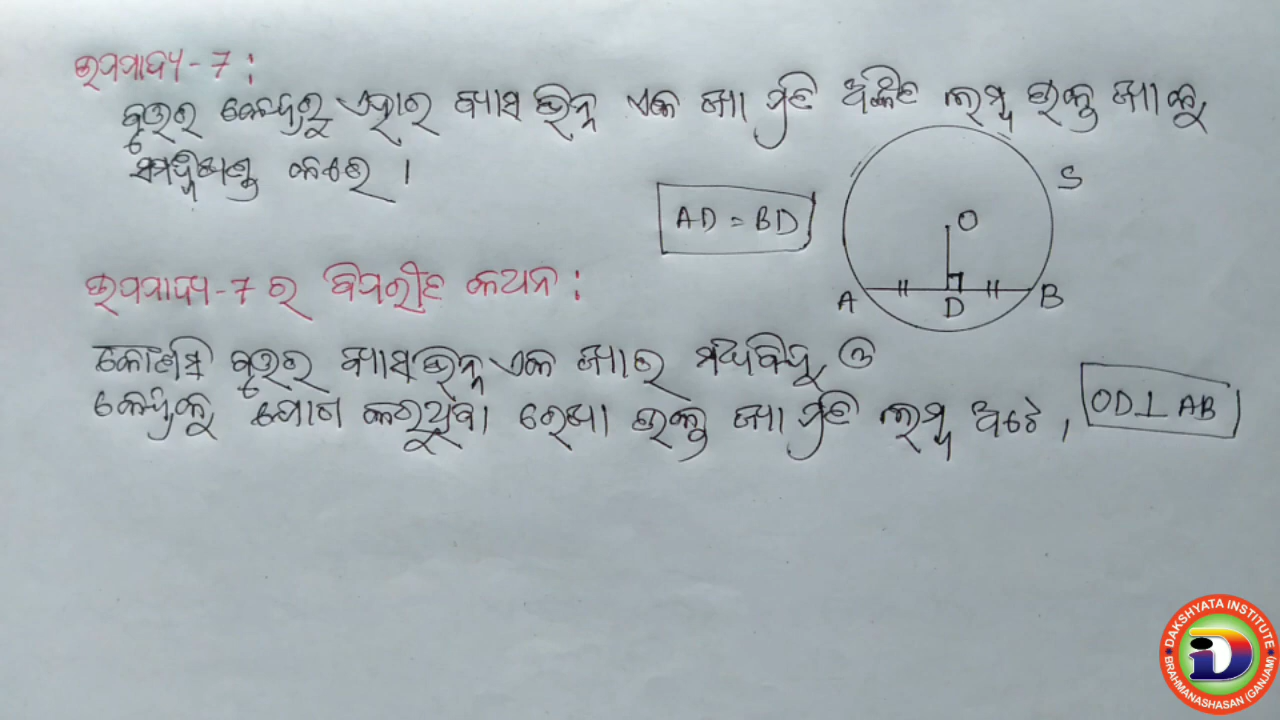 ଉପପାଦ୍ୟ - 7 :
ବୃତ୍ତର କେନ୍ଦ୍ରରୁ ଏହାର ବ୍ୟାସ ଭିନ୍ନ ଏକ ଜ୍ୟା ପ୍ରତି ଅଙ୍କିତ ଲମ୍ବ ଉକ୍ତ ଜ୍ୟାକୁ
ସମଦ୍ୱିଖଣ୍ଡ କରେ ।
AD = BD
S
O
A
D
B
ଉପପାଦ୍ୟ - 7 ର ବିପରୀତ କଥନ :
କୌଣସି ବୃତ୍ତର ବ୍ୟାସ ଭିନ୍ନ ଏକ ଜ୍ୟାର ମଧ୍ୟବିନ୍ଦୁ ଓ
କେନ୍ଦ୍ରକୁ ଯୋଗ କରୁଥିବା ରେଖା ଉକ୍ତ ଜ୍ୟା ପ୍ରତି ଲମ୍ବ ଅଟେ ,
OD⊥ AB
DAKSHYATA INSTITUTE
iD
BRAHMANASHASAN (GANJAM)